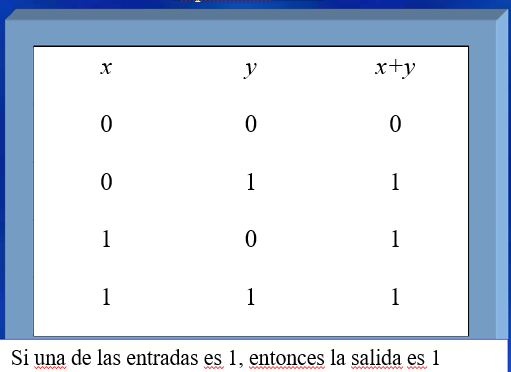 x y x+y
0 0 0
0 1 1
1 0 1
1 1 1
Si una de las entradas es 1, entonces la salida es 1